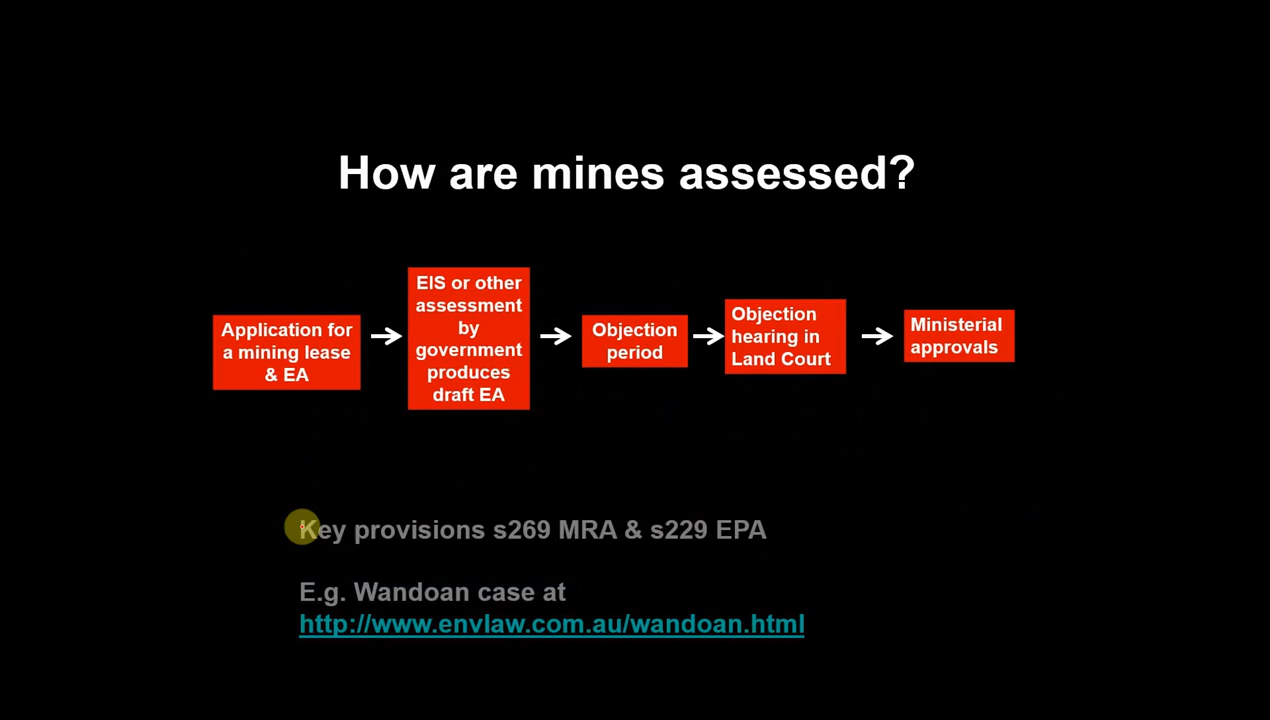 How are mines assessed?
Application for
a mining lease
& EA
EIS or other
assessment
by
government
produces
draft EA
Objection
period
Objection
hearing in
Land Court
Ministerial
approvals
Key provisions s269 MRA & s229 EPA
E.g. Wandoan case at
http://www.envlaw.com.au/wandoan.html